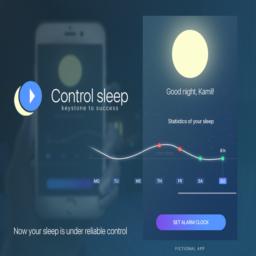 Control sleep
keystone to success
Now your sleep is under reliable control
Good night, Kamil!
Statistics of your sleep
8 h
MO TU WE TH FR SA SU
SET ALARM CLOCK
FICTIONAL APP